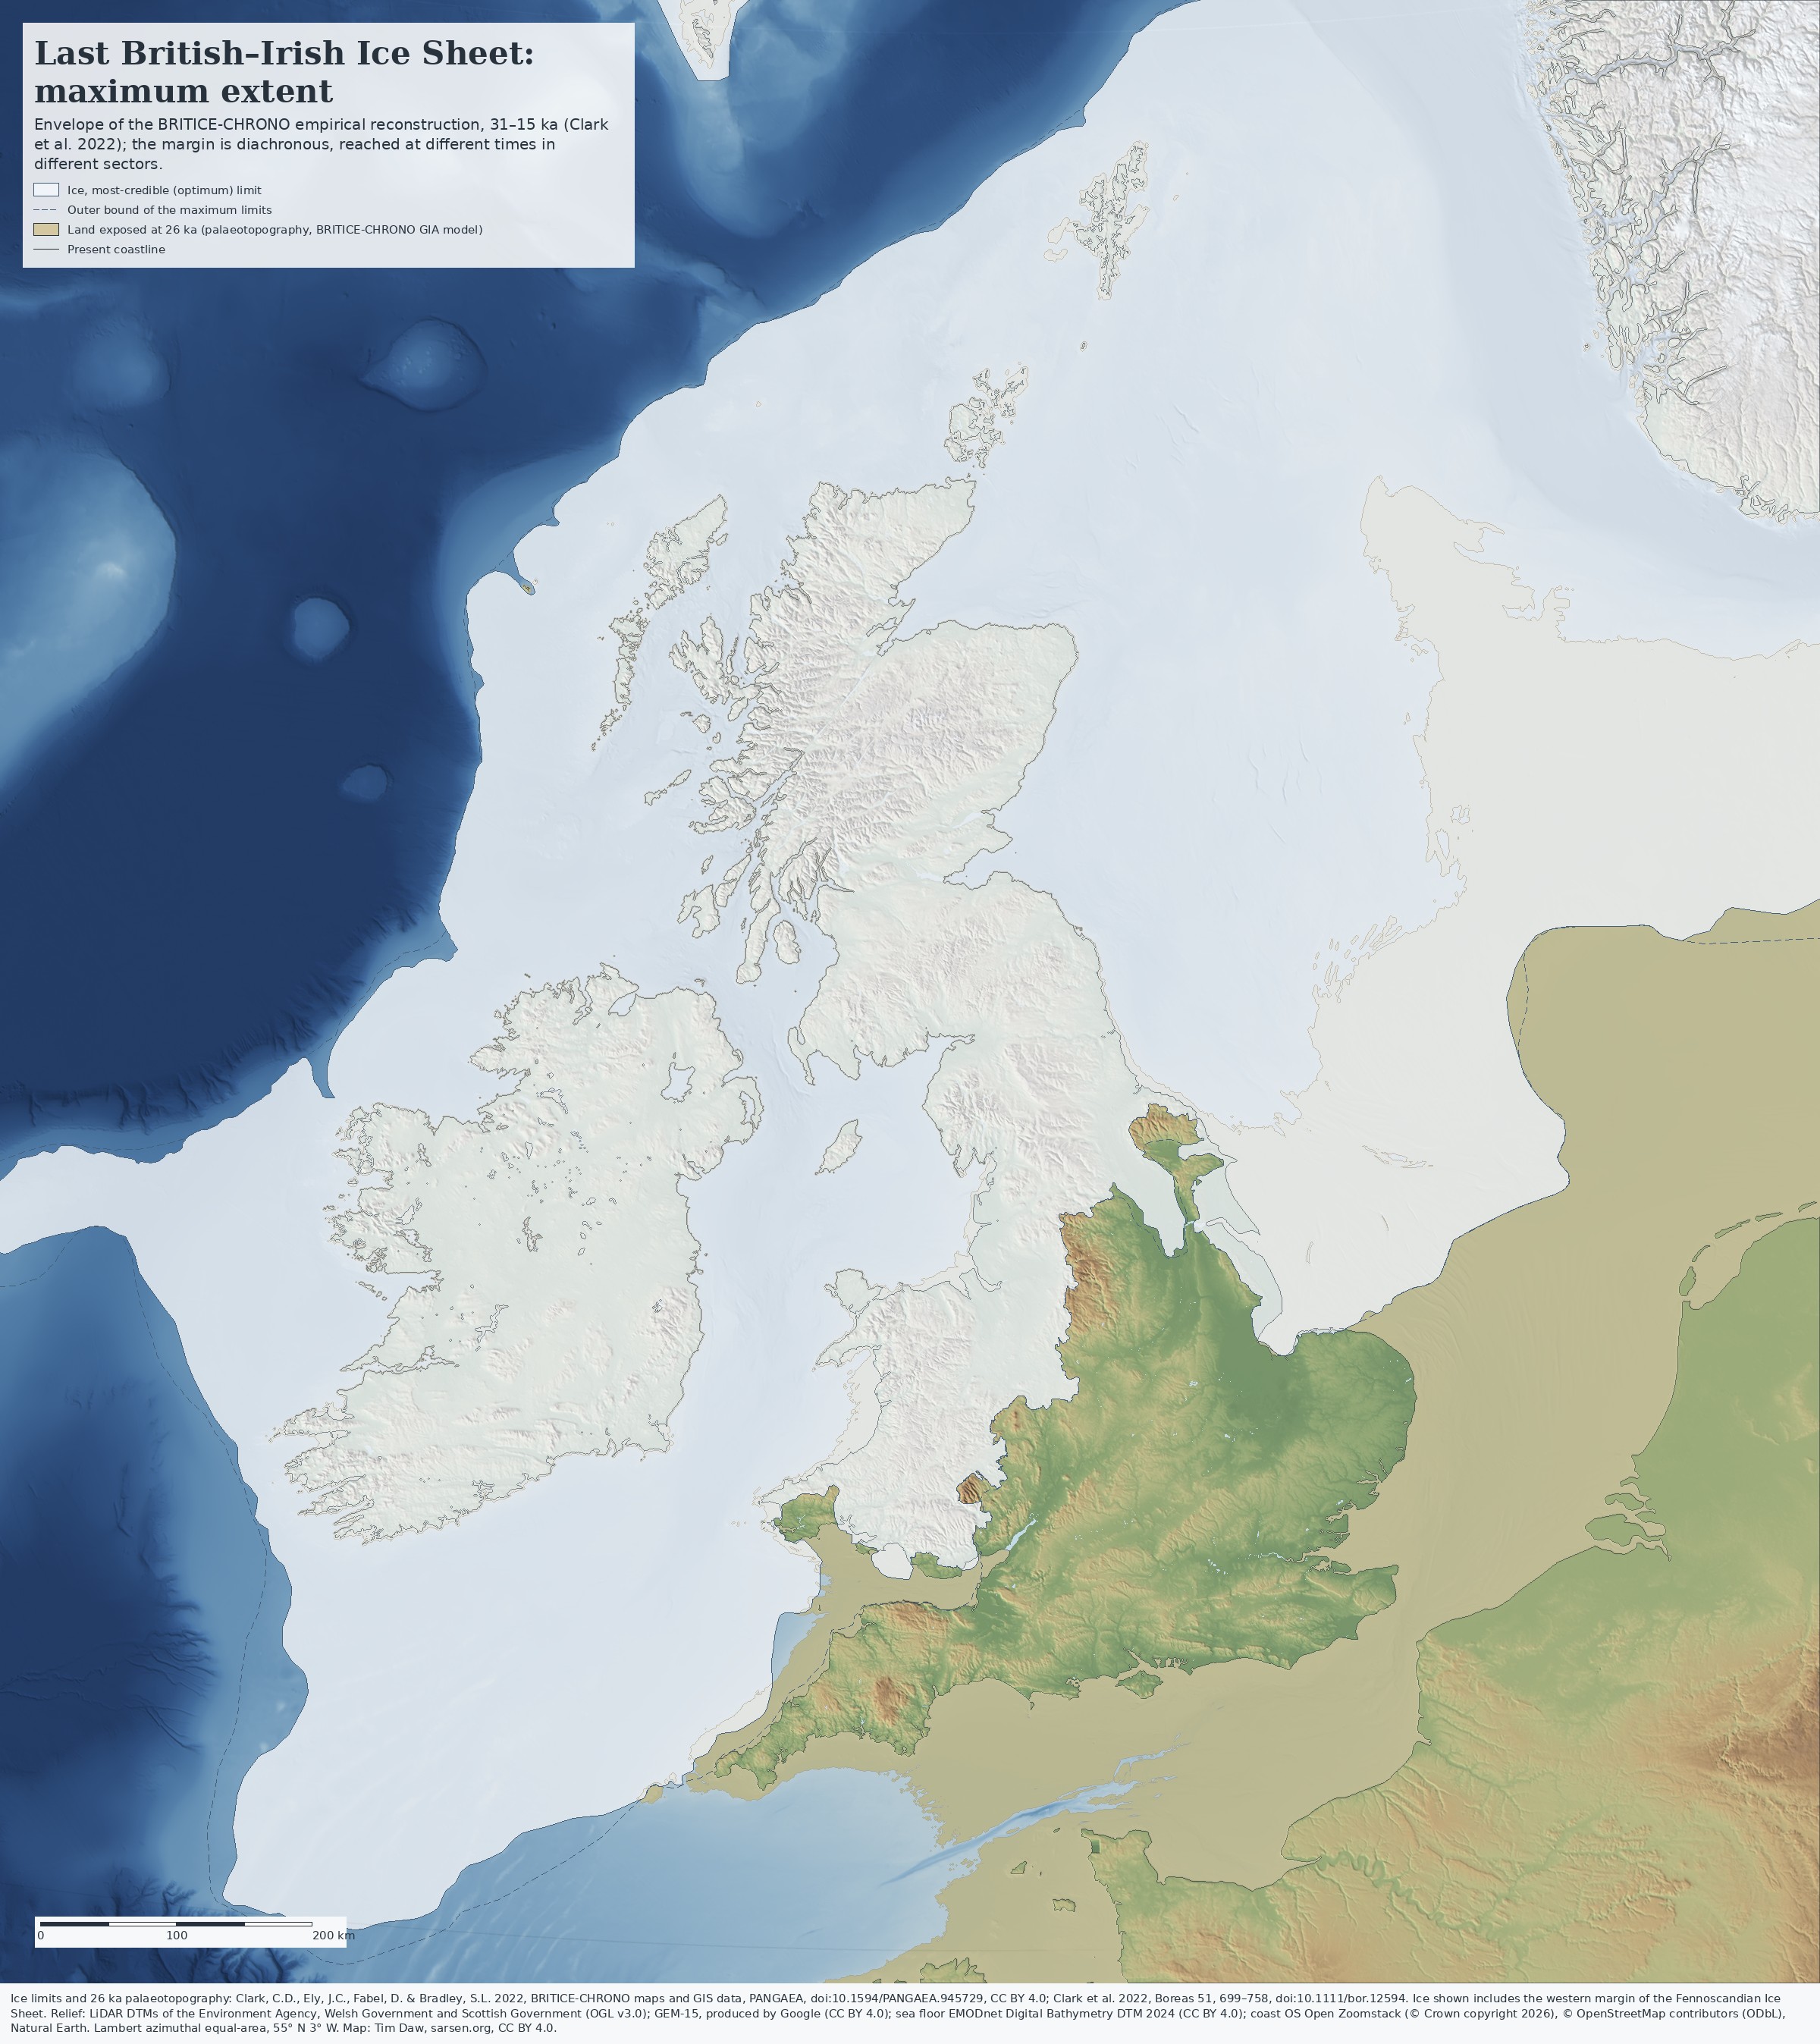 Last British–Irish Ice Sheet:
maximum extent
Envelope of the BRITICE-CHRONO empirical reconstruction, 31–15 ka (Clark
et al. 2022); the margin is diachronous, reached at different times in
different sectors.
Ice, most-credible (optimum) limit
Outer bound of the maximum limits
Land exposed at 26 ka (palaeotopography, BRITICE-CHRONO GIA model)
Present coastline
0 100 200 km
Ice limits and 26 ka palaeotopography: Clark, C.D., Ely, J.C., Fabel, D. & Bradley, S.L. 2022, BRITICE-CHRONO maps and GIS data, PANGAEA, doi:10.1594/PANGAEA.945729, CC BY 4.0; Clark et al. 2022, Boreas 51, 699–758, doi:10.1111/bor.12594. Ice shown includes the western margin of the Fennoscandian Ice
Sheet. Relief: LiDAR DTMs of the Environment Agency, Welsh Government and Scottish Government (OGL v3.0); GEM-15, produced by Google (CC BY 4.0); sea floor EMODnet Digital Bathymetry DTM 2024 (CC BY 4.0); coast OS Open Zoomstack (© Crown copyright 2026), © OpenStreetMap contributors (ODbL),
Natural Earth. Lambert azimuthal equal-area, 55° N 3° W. Map: Tim Daw, sarsen.org, CC BY 4.0.